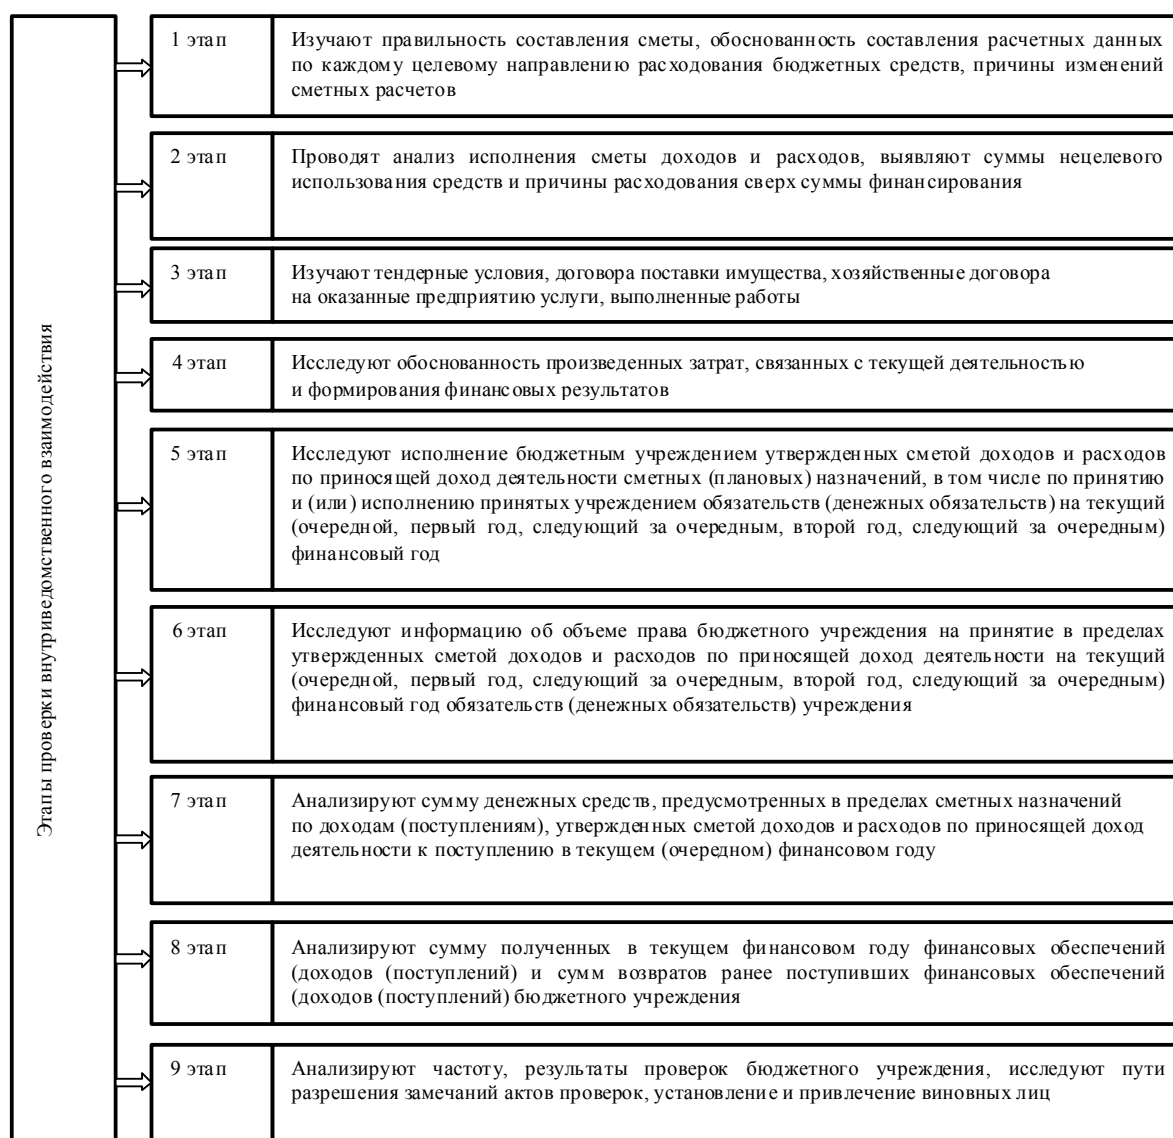 Этапы проверки внутриведомственного взаимодействия
1 этап
Изучают правильность составления сметы, обоснованность составления расчетных данных
по каждому целевому направлению расходования бюджетных средств, причины изменений
сметных расчетов
2 этап
Проводят анализ исполнения сметы доходов и расходов, выявляют суммы нецелевого
использования средств и причины расходования сверх суммы финансирования
3 этап
Изучают тендерные условия, договора поставки имущества, хозяйственные договора
на оказанные предприятию услуги, выполненные работы
4 этап
Исследуют обоснованность произведенных затрат, связанных с текущей деятельностью
и формирования финансовых результатов
5 этап
Исследуют исполнение бюджетным учреждением утвержденных сметой доходов и расходов
по приносящей доход деятельности сметных (плановых) назначений, в том числе по принятию
и (или) исполнению принятых учреждением обязательств (денежных обязательств) на текущий
(очередной, первый год, следующий за очередным, второй год, следующий за очередным)
финансовый год
6 этап
Исследуют информацию об объеме права бюджетного учреждения на принятие в пределах
утвержденных сметой доходов и расходов по приносящей доход деятельности на текущий
(очередной, первый год, следующий за очередным, второй год, следующий за очередным)
финансовый год обязательств (денежных обязательств) учреждения
7 этап
Анализируют сумму денежных средств, предусмотренных в пределах сметных назначений
по доходам (поступлениям), утвержденных сметой доходов и расходов по приносящей доход
деятельности к поступлению в текущем (очередном) финансовом году
8 этап
Анализируют сумму полученных в текущем финансовом году финансовых обеспечений
(доходов (поступлений) и сумм возвратов ранее поступивших финансовых обеспечений
(доходов (поступлений) бюджетного учреждения
9 этап
Анализируют частоту, результаты проверок бюджетного учреждения, исследуют пути
разрешения замечаний актов проверок, установление и привлечение виновных лиц